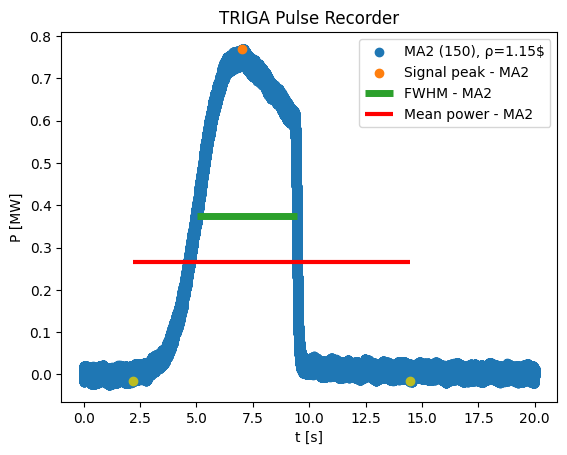 TRIGA Pulse Recorder
MA2 (150), ρ=1.15$
Signal peak - MA2
FWHM - MA2
Mean power - MA2
P [MW]
0.8
0.7
0.6
0.5
0.4
0.3
0.2
0.1
0.0
0.0 2.5 5.0 7.5 10.0 12.5 15.0 17.5 20.0
t [s]